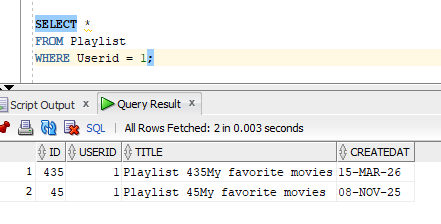 SELECT *
FROM Playlist
WHERE Userid = 1;
Script Output x Query Result x
SQL | All Rows Fetched: 2 in 0.003 seconds
ID USERID TITLE CREATEDAT
1 435 1 Playlist 435My favorite movies 15-MAR-26
2 45 1 Playlist 45My favorite movies 08-NOV-25